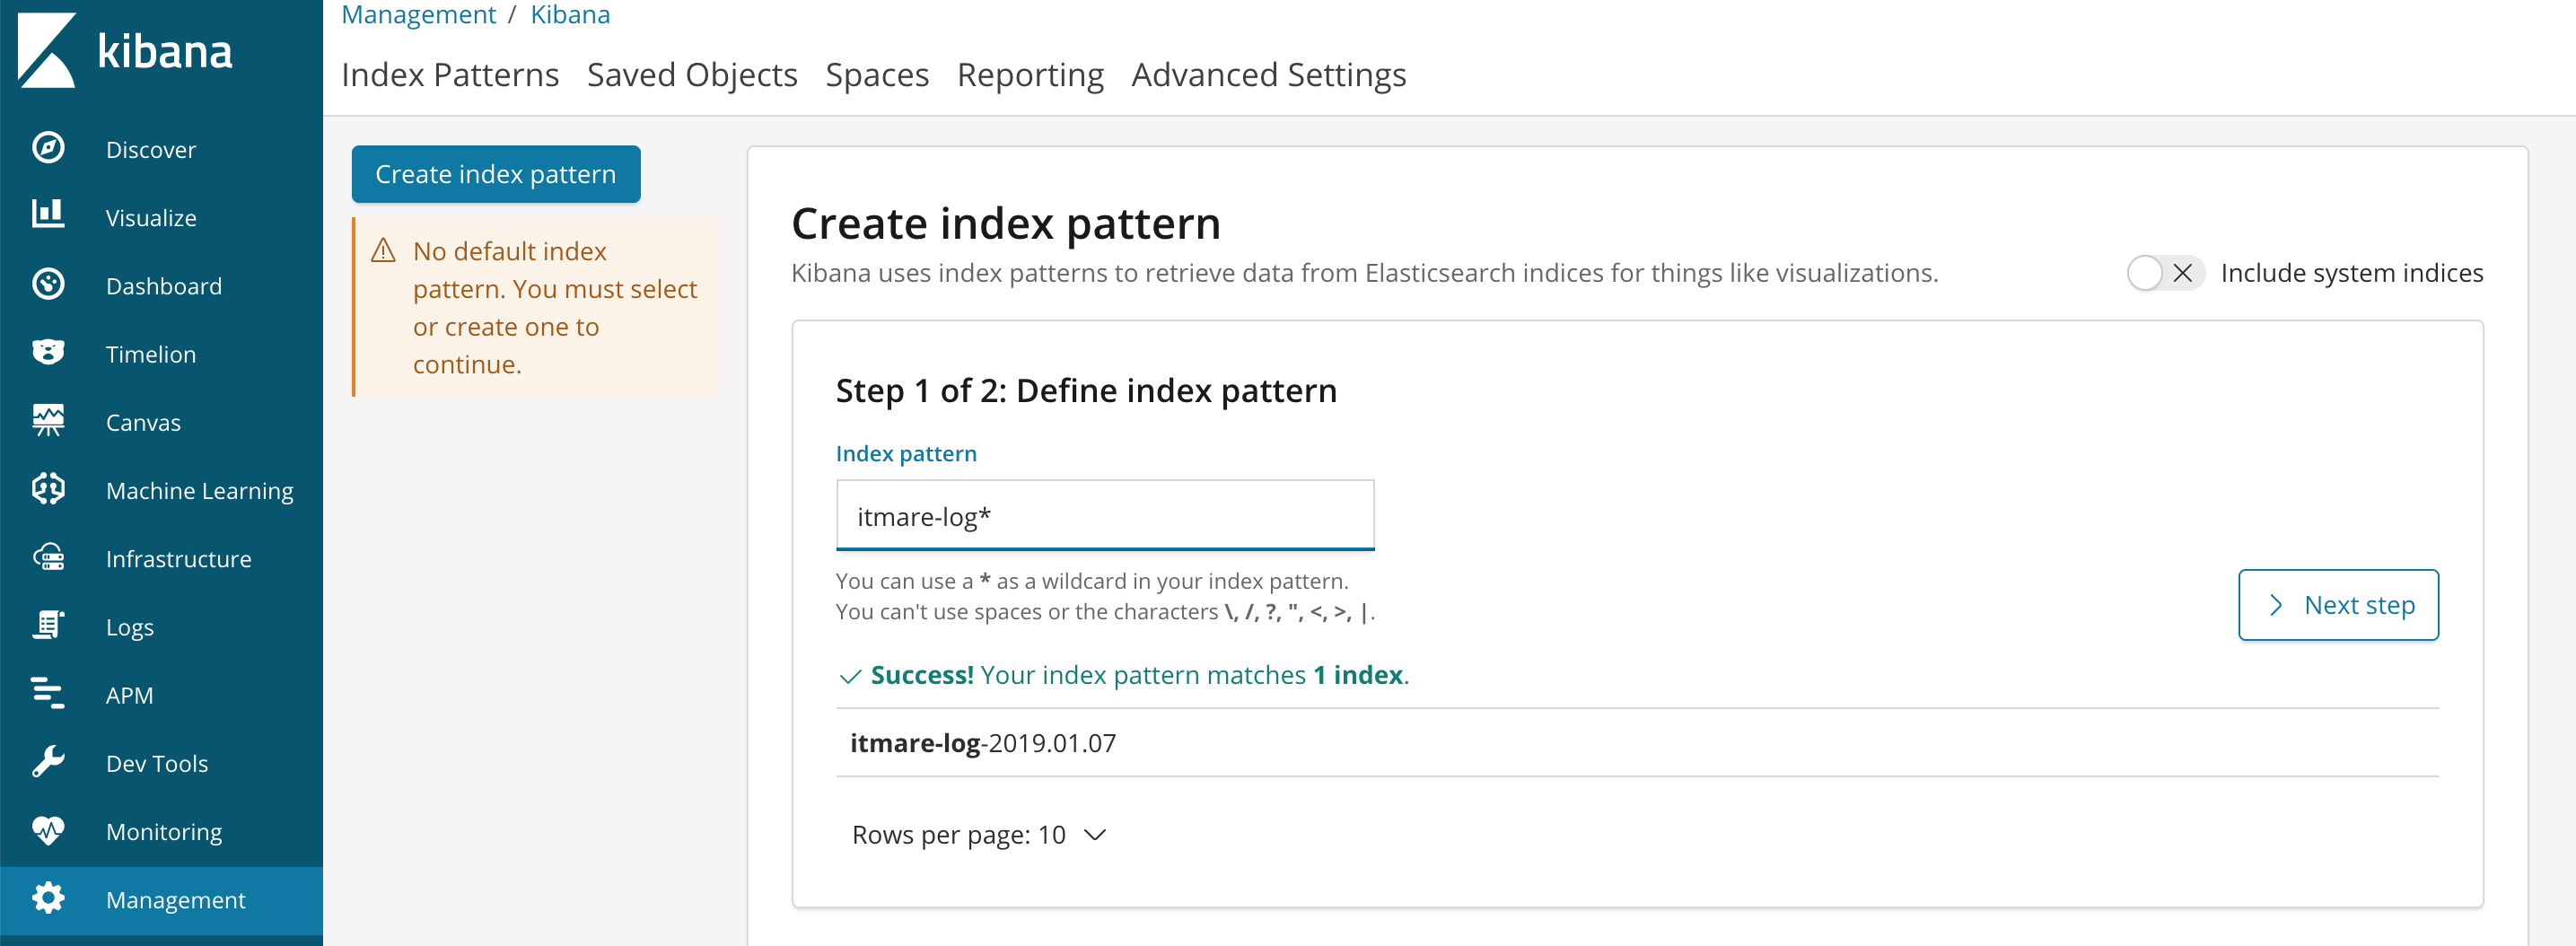 kibana
Discover
Visualize
Dashboard
Timelion
Canvas
Machine Learning
Infrastructure
Logs
APM
Dev Tools
Monitoring
Management
Management / Kibana
Index Patterns Saved Objects Spaces Reporting Advanced Settings
Create index pattern
No default index
pattern. You must select
or create one to
continue.
Create index pattern
Kibana uses index patterns to retrieve data from Elasticsearch indices for things like visualizations.
Include system indices
Step 1 of 2: Define index pattern
Index pattern
itmare-log*
You can use a * as a wildcard in your index pattern.
You can't use spaces or the characters \, /, ?, ", <, >, |.
Next step
Success! Your index pattern matches 1 index.
itmare-log-2019.01.07
Rows per page: 10